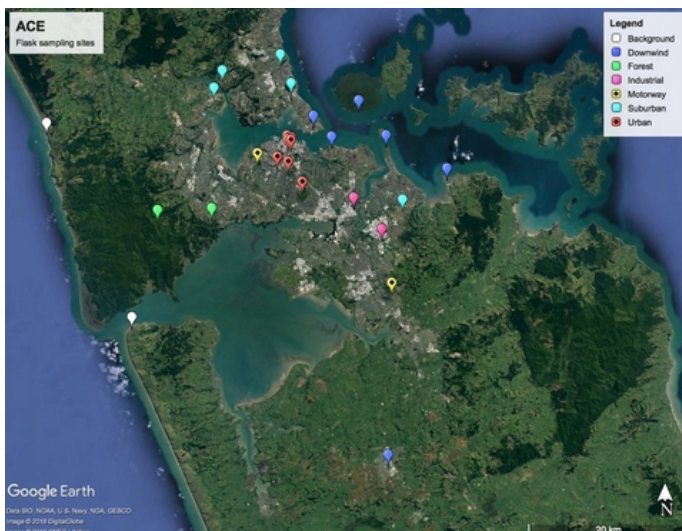 ACE
Flask sampling sites
Legend
Background
Downwind
Forest
Industrial
Motorway
Suburban
Urban
Google Earth
Data SIO, NOAA, U.S. Navy, NGA, GEBCO
Image © 2018 DigitalGlobe
N
20 km